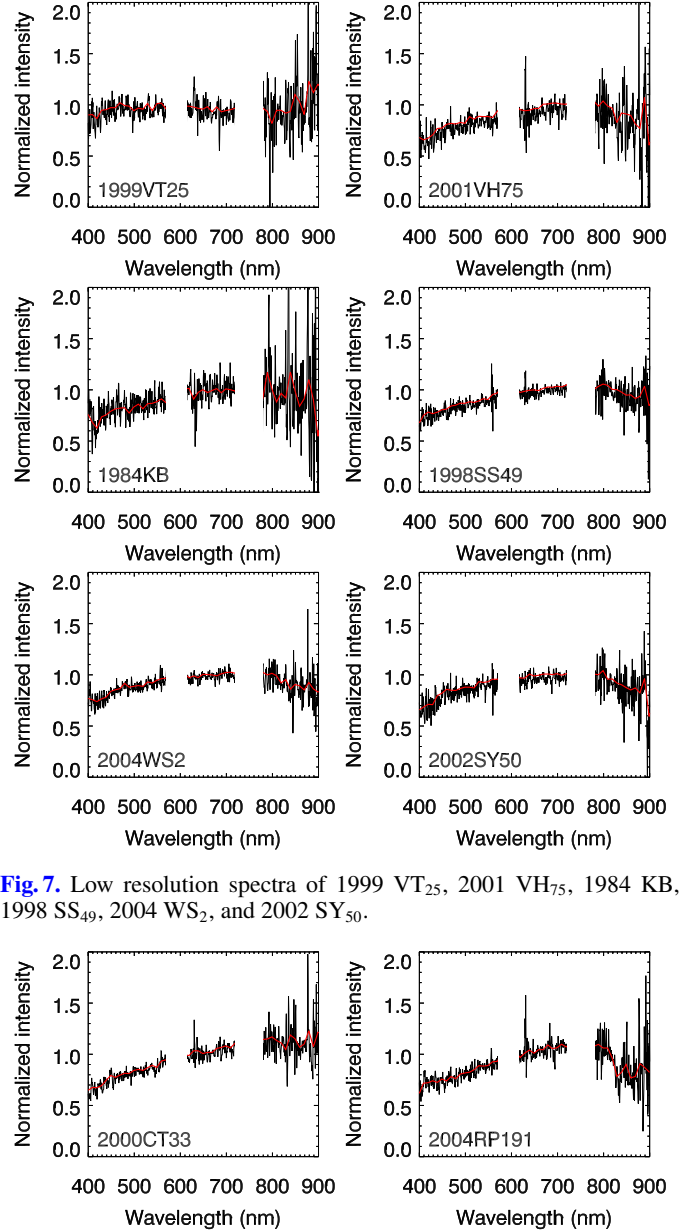 2.0 2.0
1.5 1.5
1.0 1.0
0.5 0.5
0.0 0.0
Normalized intensity Normalized intensity
1999VT25 2001VH75
400 500 600 700 800 900 400 500 600 700 800 900
Wavelength (nm) Wavelength (nm)
2.0 2.0
1.5 1.5
1.0 1.0
0.5 0.5
0.0 0.0
Normalized intensity Normalized intensity
1984KB 1998SS49
400 500 600 700 800 900 400 500 600 700 800 900
Wavelength (nm) Wavelength (nm)
2.0 2.0
1.5 1.5
1.0 1.0
0.5 0.5
0.0 0.0
Normalized intensity Normalized intensity
2004WS2 2002SY50
400 500 600 700 800 900 400 500 600 700 800 900
Wavelength (nm) Wavelength (nm)
Fig. 7. Low resolution spectra of 1999 VT25, 2001 VH75, 1984 KB,
1998 SS49, 2004 WS2, and 2002 SY50.
2.0 2.0
1.5 1.5
1.0 1.0
0.5 0.5
0.0 0.0
Normalized intensity Normalized intensity
2000CT33 2004RP191
400 500 600 700 800 900 400 500 600 700 800 900
Wavelength (nm) Wavelength (nm)